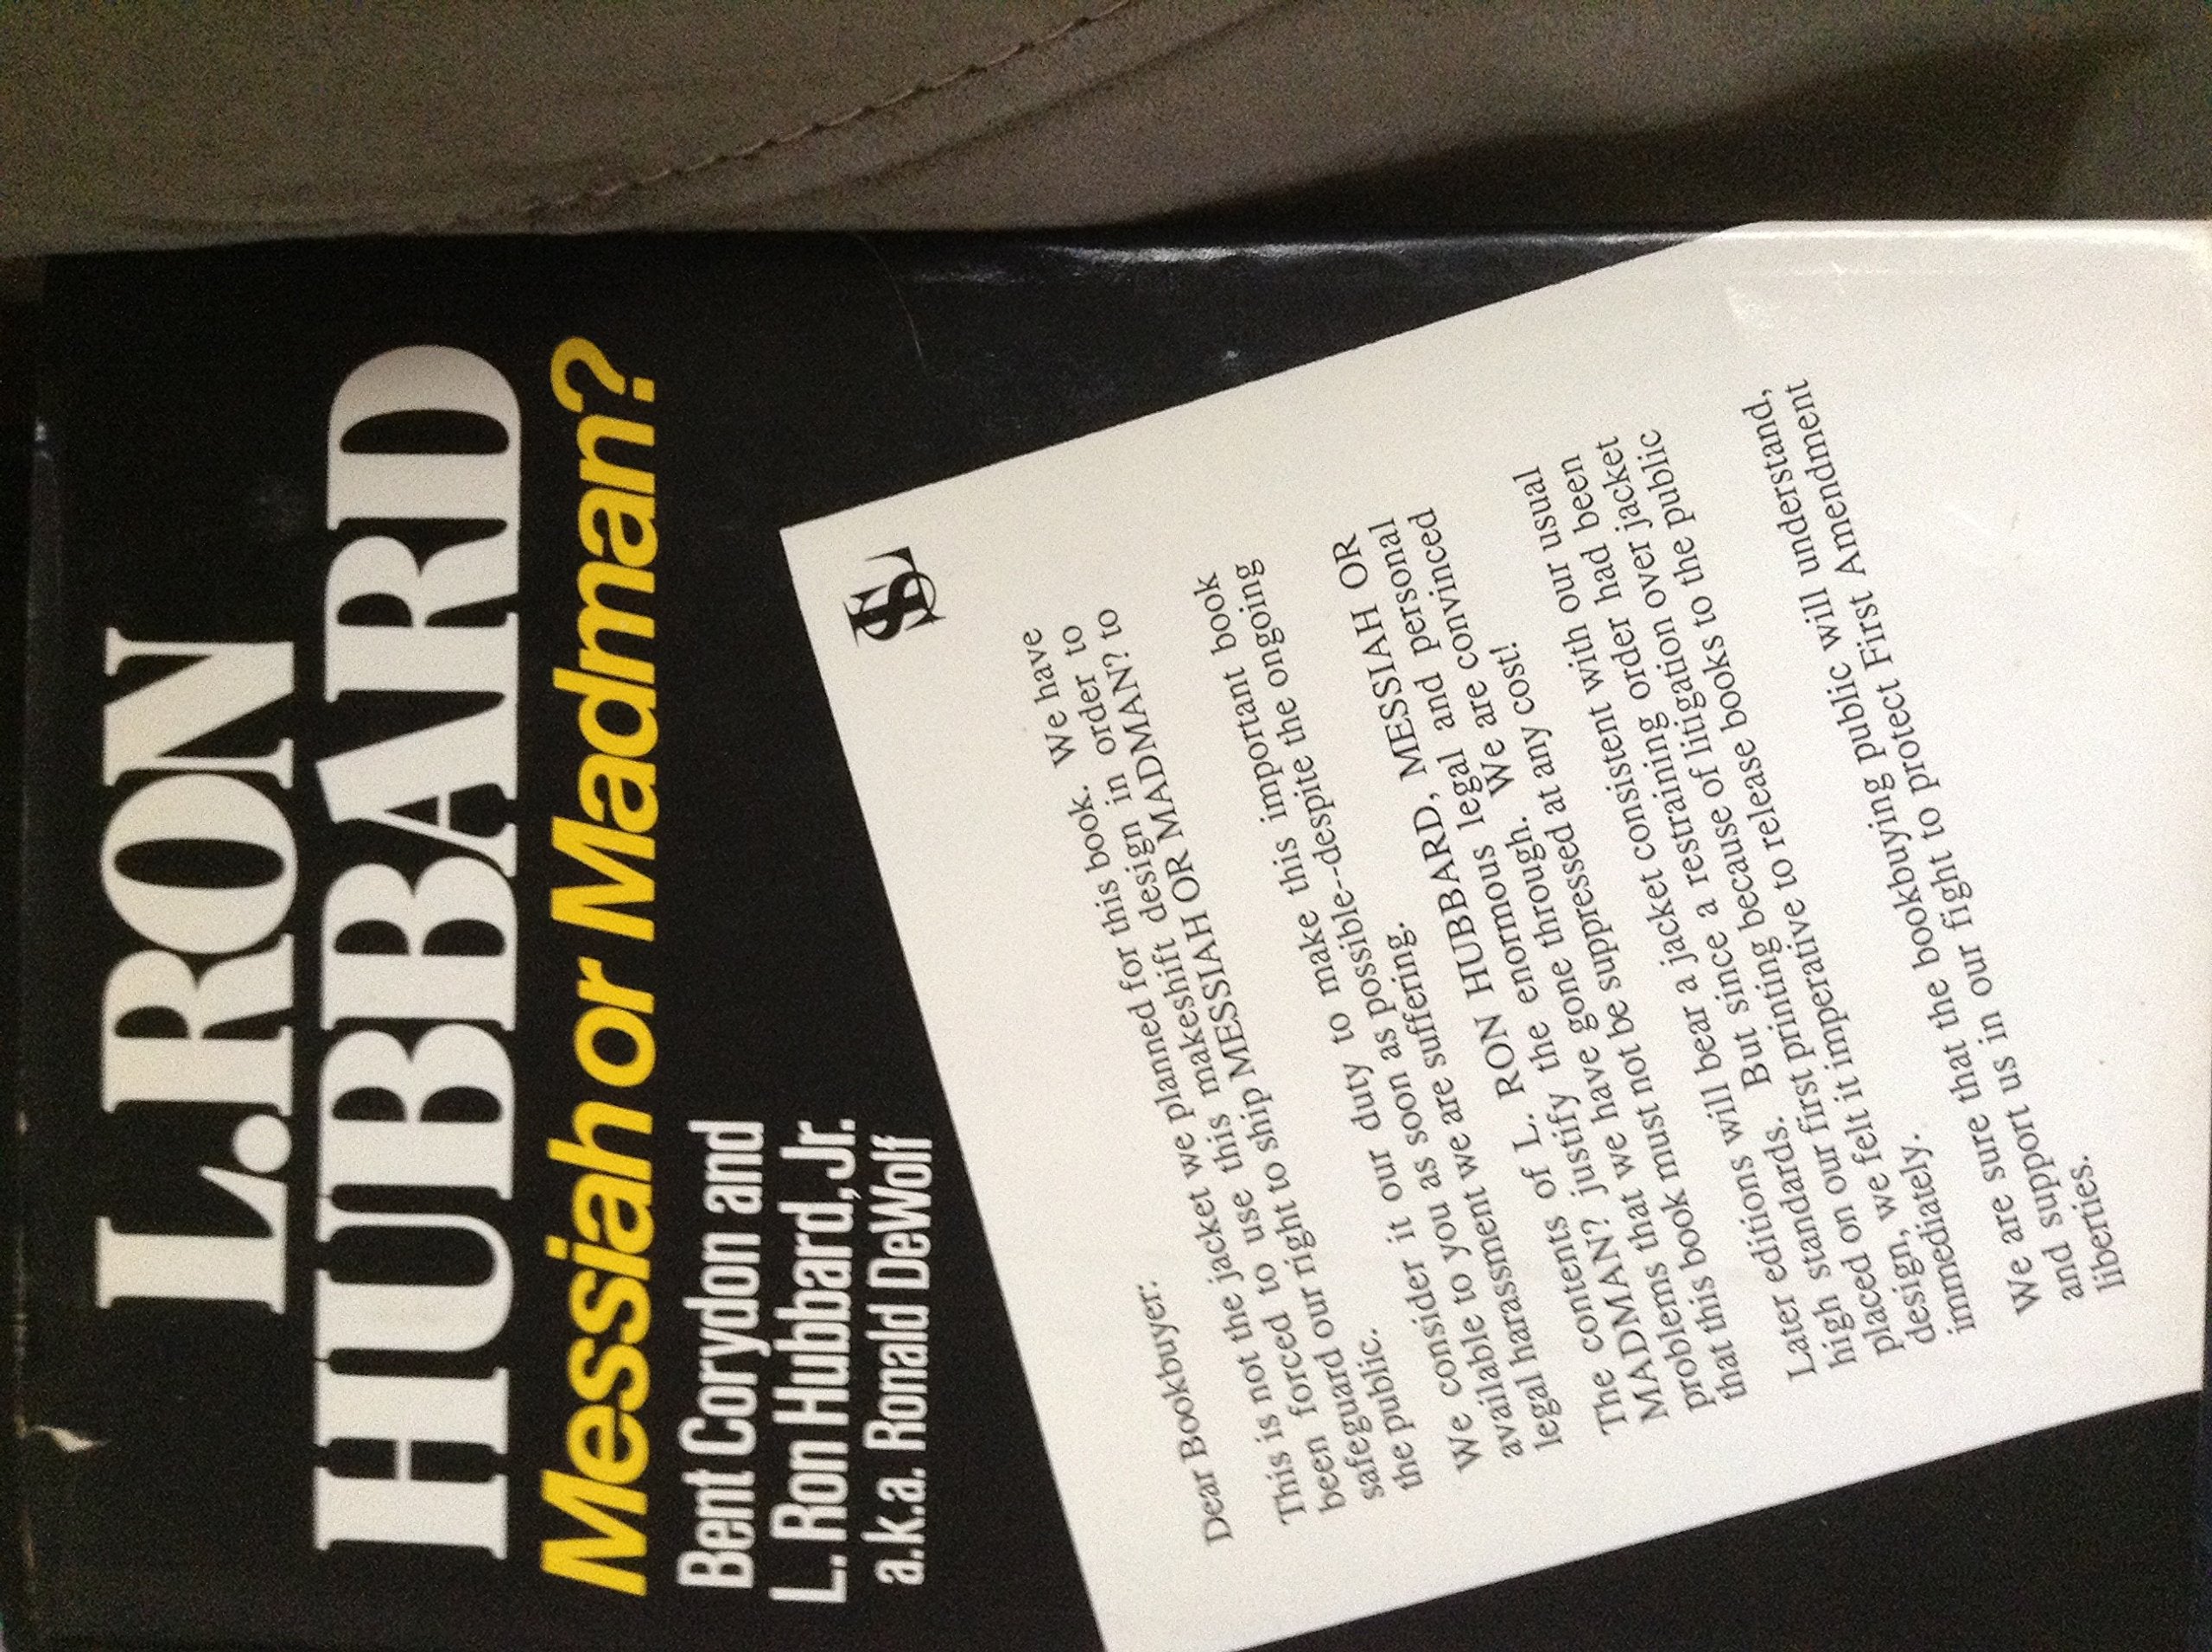 L. RON
HUBBARD
Messiah or Madman?
Bent Corydon and
L. Ron Hubbard, Jr.
a.k.a. Ronald DeWolf
LSI
Dear Bookbuyer:
This is not the jacket we planned for this book. We have
been forced to use this makeshift design in order to
safeguard our right to ship MESSIAH OR MADMAN? to
the public.
We consider it our duty to make this important book
available to you as soon as possible--despite the ongoing
legal harassment we are suffering.
The contents of L. RON HUBBARD, MESSIAH OR
MADMAN? justify the enormous legal and personal
problems that we have gone through. We are convinced
that this book must not be suppressed at any cost!
Later editions will bear a jacket consistent with our usual
high standards. But since a restraining order had been
placed on our first printing because of litigation over jacket
design, we felt it imperative to release books to the public
immediately.
We are sure that the bookbuying public will understand,
and support us in our fight to protect First Amendment
liberties.